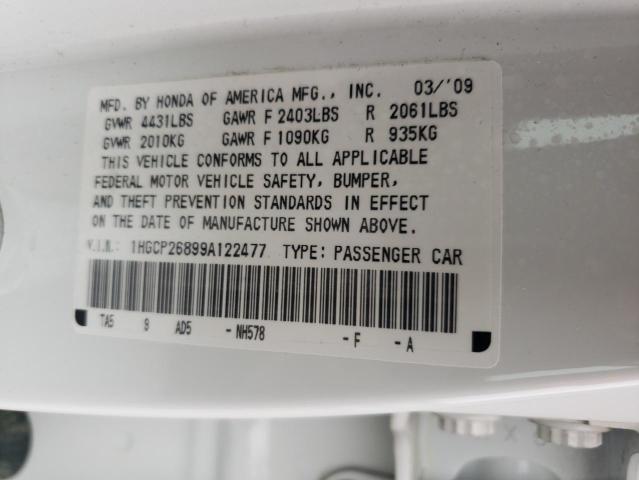 MFD. BY HONDA OF AMERICA MFG., INC. 03/'09
GVWR 4431LBS GAWR F 2403LBS R 2061LBS
GVWR 2010KG GAWR F 1090KG R 935KG
THIS VEHICLE CONFORMS TO ALL APPLICABLE
FEDERAL MOTOR VEHICLE SAFETY, BUMPER,
AND THEFT PREVENTION STANDARDS IN EFFECT
ON THE DATE OF MANUFACTURE SHOWN ABOVE.
V.I.N.: 1HGCP26899A122477 TYPE: PASSENGER CAR
TA5 9 AD5 -NH578 -F -A